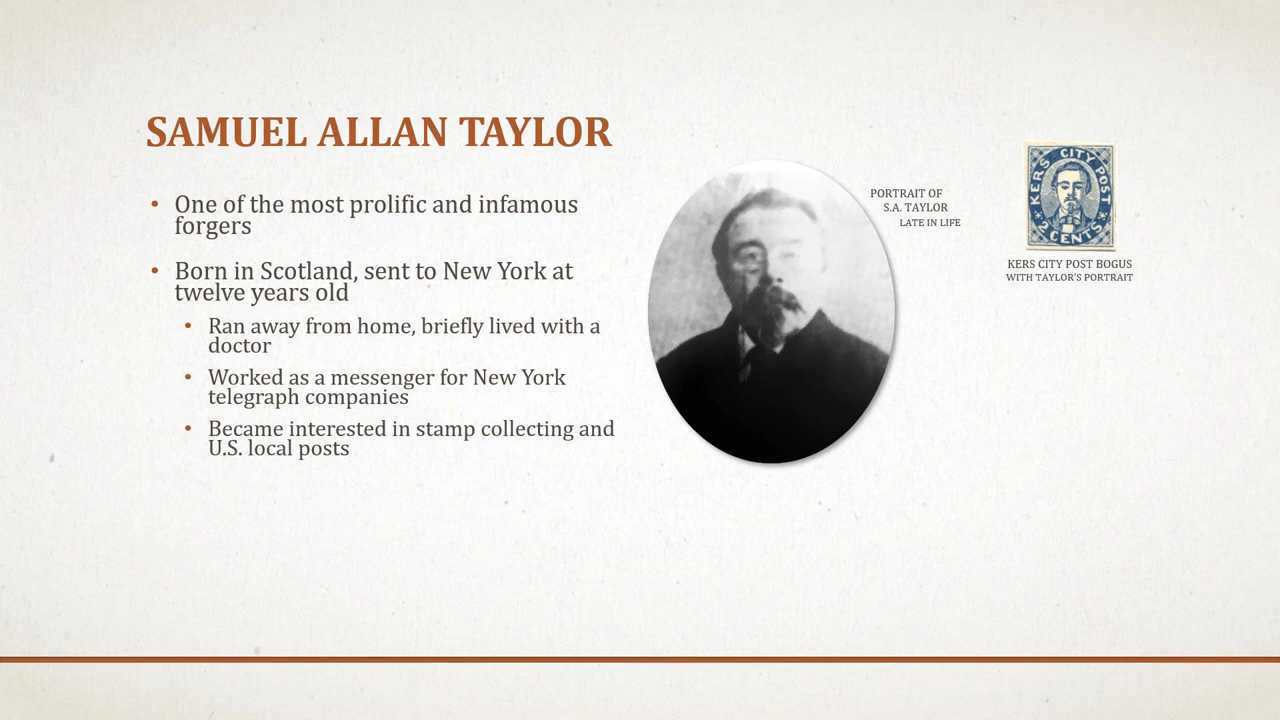 SAMUEL ALLAN TAYLOR
• One of the most prolific and infamous
forgers
• Born in Scotland, sent to New York at
twelve years old
• Ran away from home, briefly lived with a
doctor
• Worked as a messenger for New York
telegraph companies
• Became interested in stamp collecting and
U.S. local posts
PORTRAIT OF
S.A. TAYLOR
LATE IN LIFE
KERS CITY POST
2 CENTS
KERS CITY POST BOGUS
WITH TAYLOR'S PORTRAIT